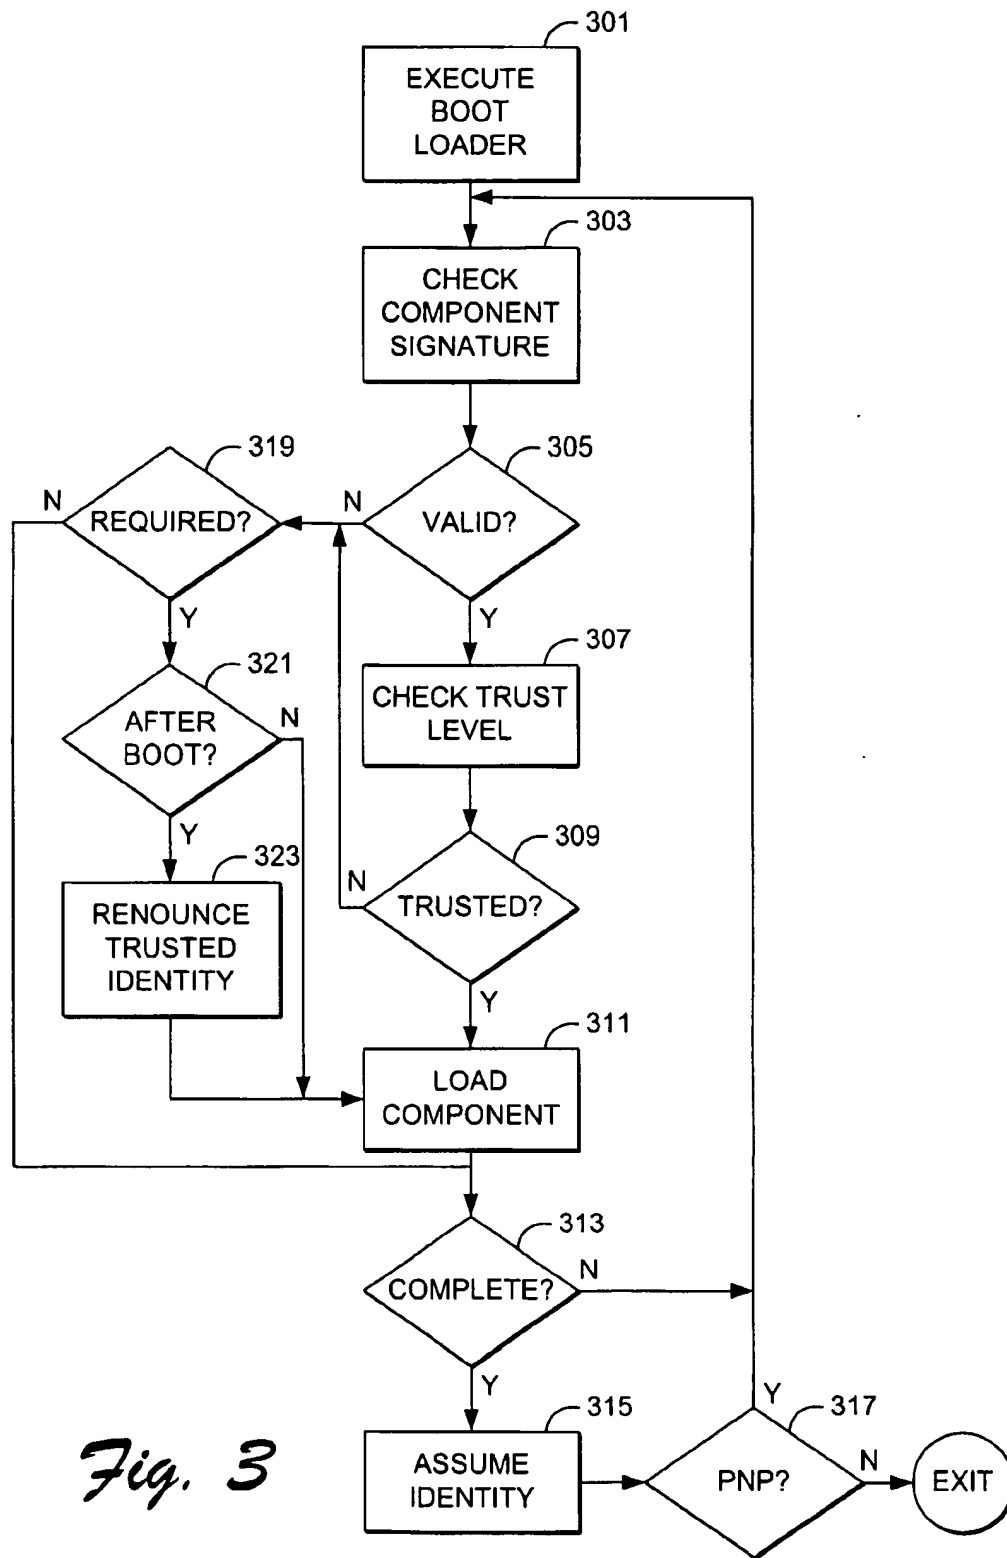 301
EXECUTE
BOOT
LOADER
303
CHECK
COMPONENT
SIGNATURE
319
305
N
REQUIRED?
N
VALID?
Y
Y
307
321
AFTER
BOOT?
N
CHECK TRUST
LEVEL
Y
309
323
N
TRUSTED?
RENOUNCE
TRUSTED
IDENTITY
Y
311
LOAD
COMPONENT
313
COMPLETE?
N
Y
315
Y
317
ASSUME
IDENTITY
PNP?
N
EXIT
Fig. 3